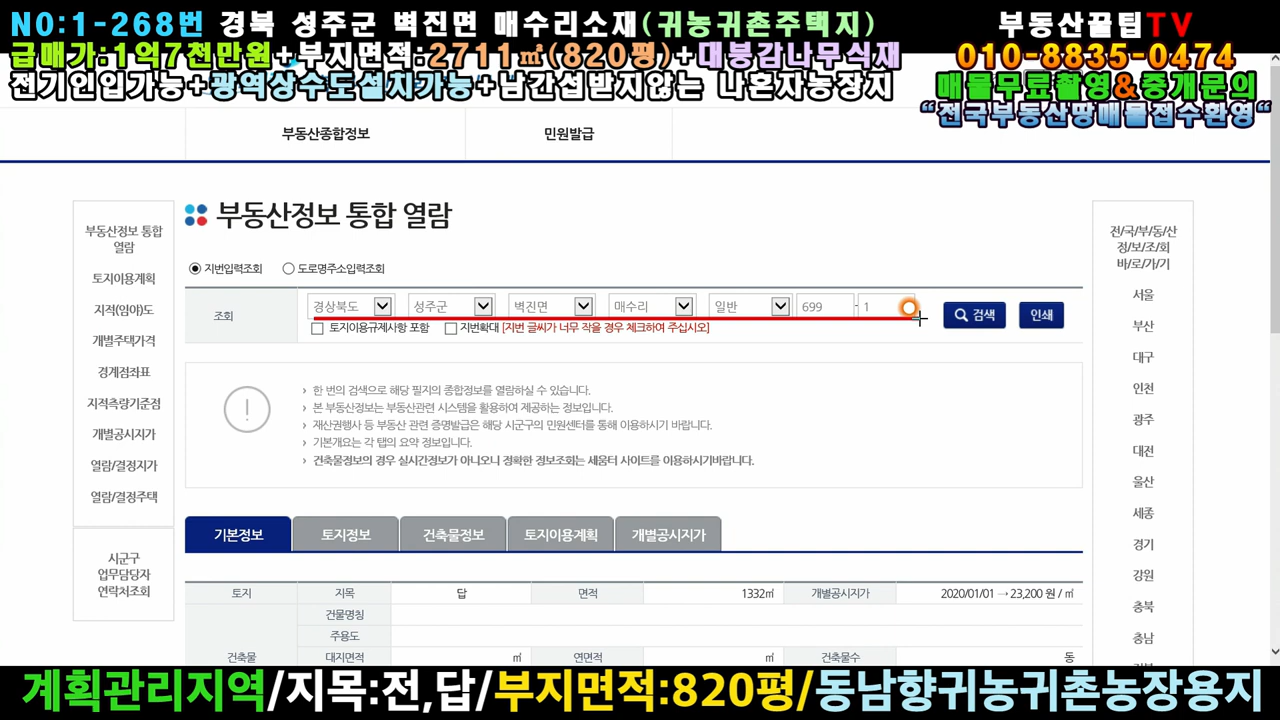 NO:1-268번 경북 성주군 벽진면 매수리소재(귀농귀촌주택지)
급매가:1억7천만원+부지면적:2711㎡(820평)+대봉감나무식재
전기인입가능+광역상수도설치가능+남간섭받지않는 나혼자농장지
부동산꿀팁TV
010-8835-0474
매물무료촬영&중개문의
“전국부동산땅매물접수환영“
부동산종합정보 민원발급
부동산정보 통합 열람
토지이용계획
지적(임야)도
개별주택가격
경계점좌표
지적측량기준점
개별공시지가
열람/결정지가
열람/결정주택
시군구
업무담당자
연락처조회
부동산정보 통합 열람
지번입력조회 도로명주소입력조회
조회 경상북도 성주군 벽진면 매수리 일반 699 - 1 검색 인쇄
토지이용규제사항 포함 지번확대 [지번 글씨가 너무 작을 경우 체크하여 주십시오]
› 한 번의 검색으로 해당 필지의 종합정보를 열람하실 수 있습니다.
› 본 부동산정보는 부동산관련 시스템을 활용하여 제공하는 정보입니다.
› 재산권행사 등 부동산 관련 증명발급은 해당 시군구의 민원센터를 통해 이용하시기 바랍니다.
› 기본개요는 각 탭의 요약 정보입니다.
› 건축물정보의 경우 실시간정보가 아니오니 정확한 정보조회는 세움터 사이트를 이용하시기바랍니다.
기본정보 토지정보 건축물정보 토지이용계획 개별공시지가
토지 지목 답 면적 1332㎡ 개별공시지가 2020/01/01 → 23,200 원 / ㎡
건물명칭
주용도
건축물 대지면적 ㎡ 연면적 ㎡ 건축물수 동
전/국/부/동/산
정/보/조/회
바/로/가/기
서울
부산
대구
인천
광주
대전
울산
세종
경기
강원
충북
충남
계획관리지역/지목:전,답/부지면적:820평/동남향귀농귀촌농장용지